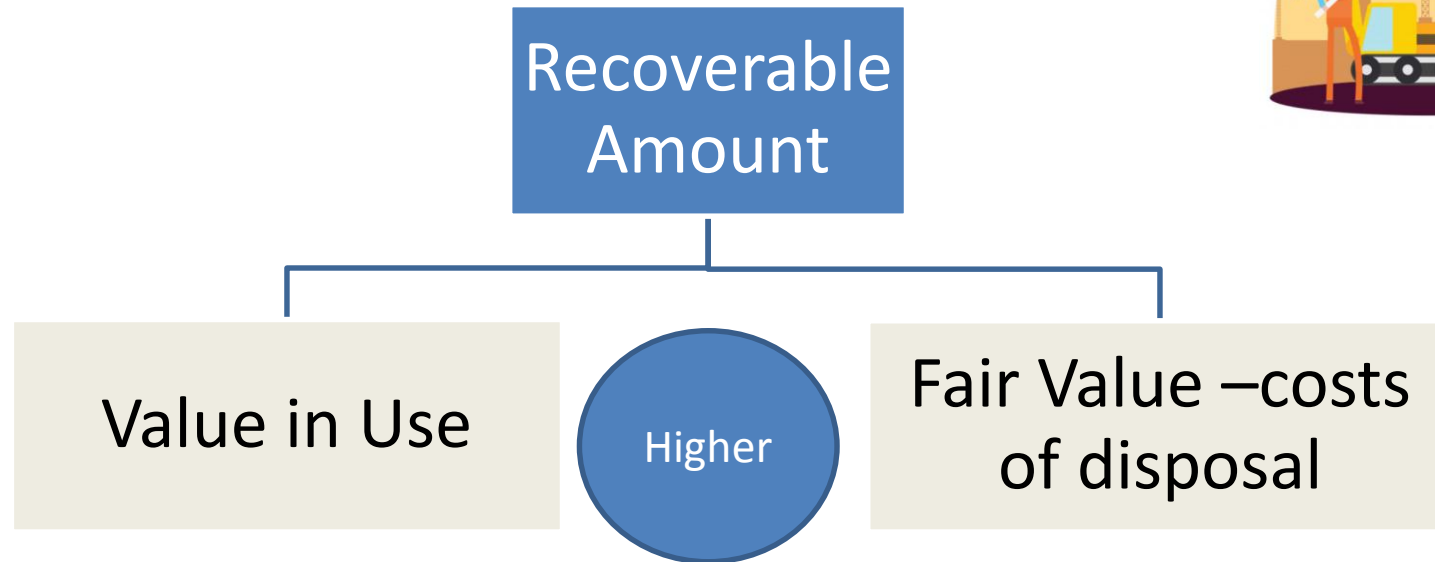 Recoverable
Amount
Value in Use
Higher
Fair Value –costs
of disposal